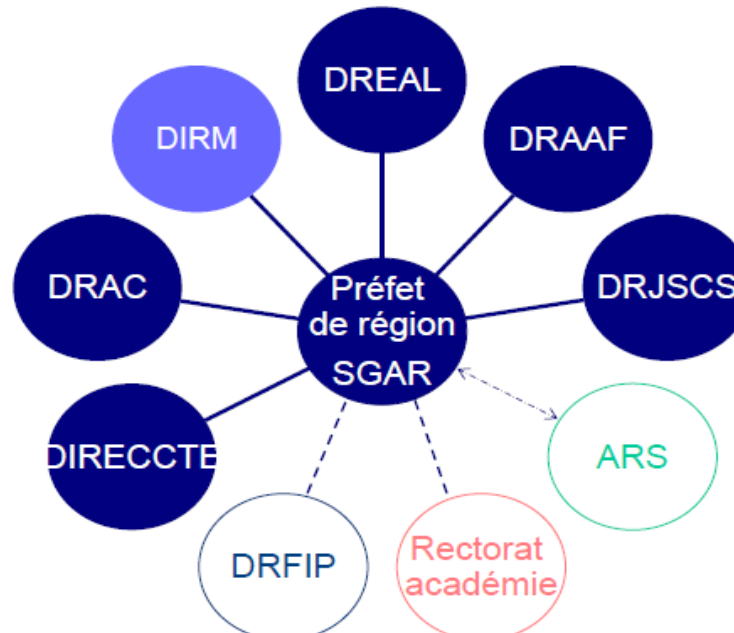 DREAL
DIRM
DRAAF
DRAC
Préfet
de région
SGAR
DRJSCS
DIRECCTE
ARS
DRFIP
Rectorat
académie